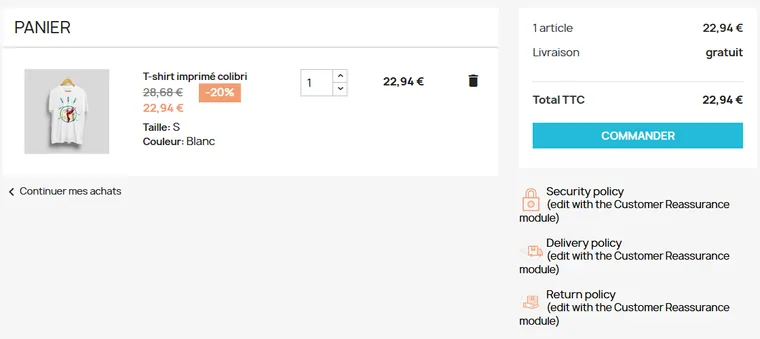 PANIER
T-shirt imprimé colibri
28,68 € -20%
22,94 €
Taille: S
Couleur: Blanc
1
22,94 €
Continuer mes achats
1 article 22,94 €
Livraison gratuit
Total TTC 22,94 €
COMMANDER
Security policy
(edit with the Customer Reassurance
module)
Delivery policy
(edit with the Customer Reassurance
module)
Return policy
(edit with the Customer Reassurance
module)